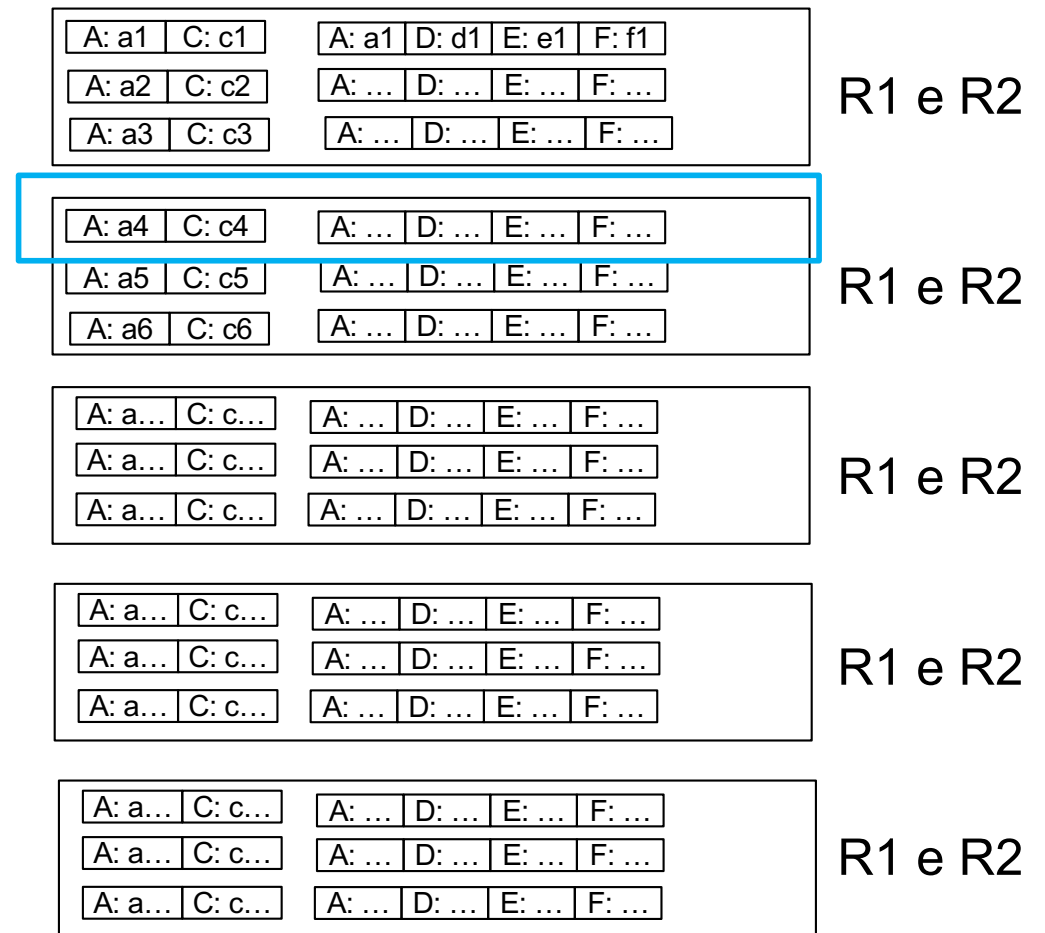 A: a1 C: c1 A: a1 D: d1 E: e1 F: f1
A: a2 C: c2 A: … D: … E: … F: …
A: a3 C: c3 A: … D: … E: … F: …
R1 e R2
A: a4 C: c4 A: … D: … E: … F: …
A: a5 C: c5 A: … D: … E: … F: …
A: a6 C: c6 A: … D: … E: … F: …
R1 e R2
A: a… C: c… A: … D: … E: … F: …
A: a… C: c… A: … D: … E: … F: …
A: a… C: c… A: … D: … E: … F: …
R1 e R2
A: a… C: c… A: … D: … E: … F: …
A: a… C: c… A: … D: … E: … F: …
A: a… C: c… A: … D: … E: … F: …
R1 e R2
A: a… C: c… A: … D: … E: … F: …
A: a… C: c… A: … D: … E: … F: …
A: a… C: c… A: … D: … E: … F: …
R1 e R2